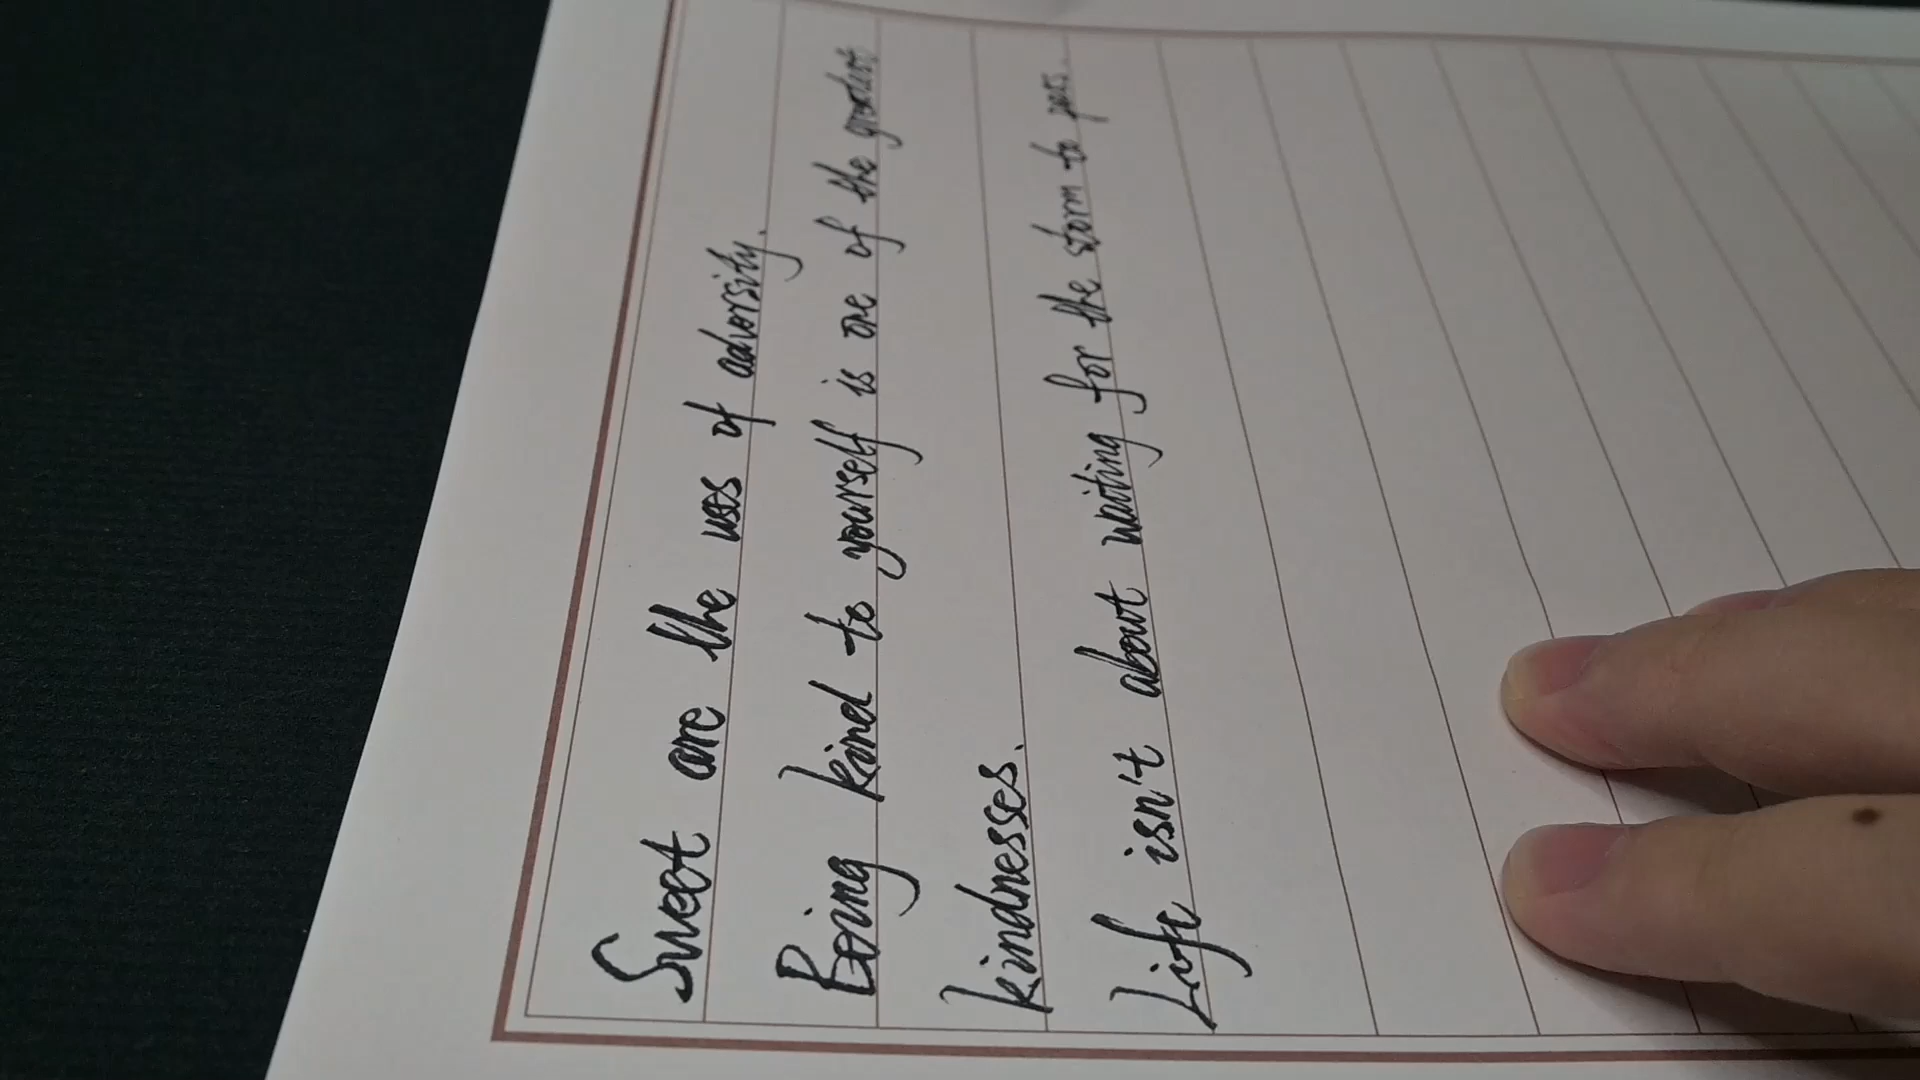 Sweet are the uses of adversity.
Being kind to yourself is one of the greatest
kindnesses.
Life isn't about waiting for the storm to pass.